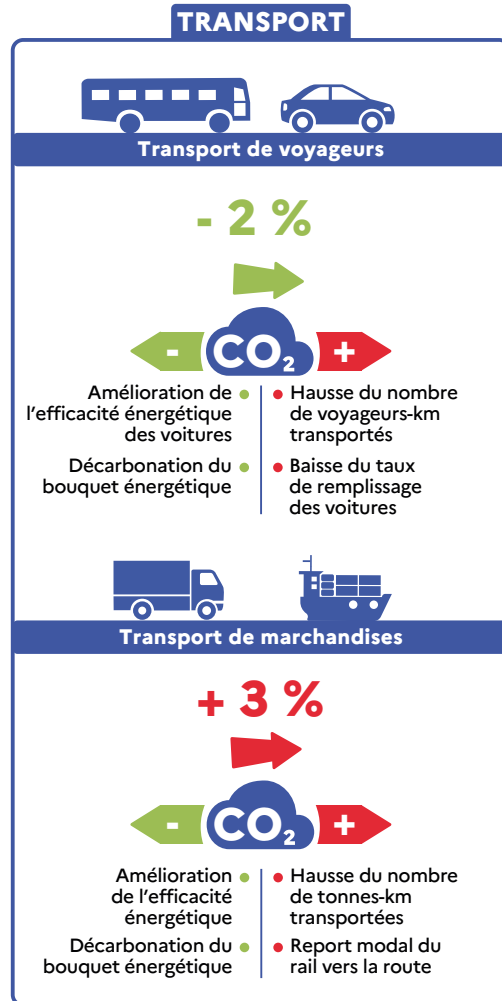 TRANSPORT
Transport de voyageurs
- 2 %
- CO2 +
Amélioration de
l'efficacité énergétique
des voitures
Décarbonation du
bouquet énergétique
Hausse du nombre
de voyageurs-km
transportés
Baisse du taux
de remplissage
des voitures
Transport de marchandises
+ 3 %
- CO2 +
Amélioration
de l'efficacité
énergétique
Décarbonation du
bouquet énergétique
Hausse du nombre
de tonnes-km
transportées
Report modal du
rail vers la route